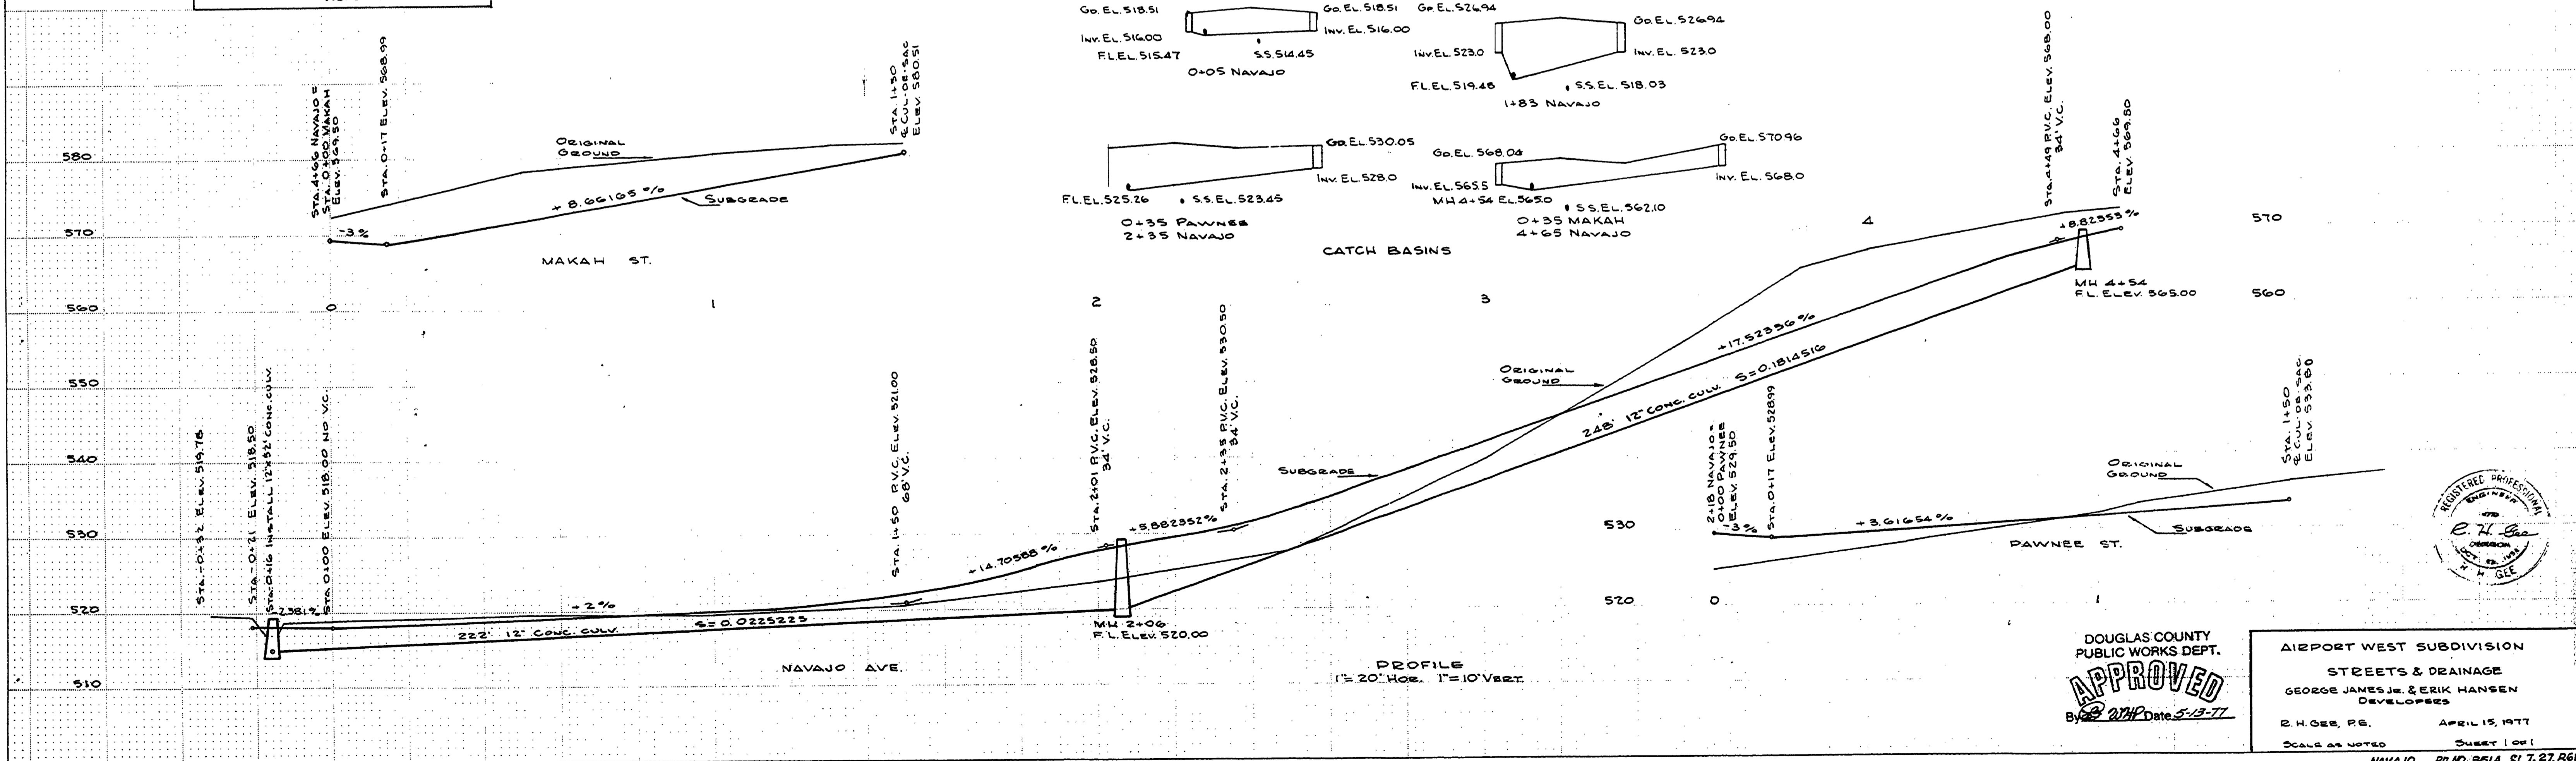 Gd. El. 518.51
Gd. El. 518.51
Inv. El. 516.00
Inv. El. 516.00
F.L. El. 515.47
S.S. 514.45
0+05 NAVAJO
Gr. El. 526.94
Gd. El. 526.94
Inv. El. 523.0
Inv. El. 523.0
F.L. El. 519.48
S.S. El. 518.03
1+83 NAVAJO
Gd. El. 530.05
Inv. El. 528.0
F.L. El. 525.26
S.S. El. 523.45
0+35 PAWNEE
2+35 NAVAJO
Gd. El. 568.04
Gd. El. 570.96
Inv. El. 565.5
Inv. El. 568.0
MH 4+54 El. 565.0
S.S. El. 562.10
0+35 MAKAH
4+65 NAVAJO
CATCH BASINS
STA. 4+66 NAVAJO =
STA. 0+00 MAKAH
ELEV. 569.50
STA. 0+17 ELEV. 568.99
ORIGINAL
GROUND
STA. 1+50
℄ CUL-DE-SAC
ELEV. 580.51
580
-3%
+8.66165%
SUBGRADE
570
MAKAH ST.
560
0
1
2
3
4
STA. 4+49 P.V.C. ELEV. 568.00
34' V.C.
STA. 4+66
ELEV. 569.50
+8.82353%
570
MH 4+54
F.L. ELEV. 565.00
560
550
540
530
520
510
STA. -0+32 ELEV. 519.78
STA. -0+21 ELEV. 518.50
STA. 0+16 INSTALL 12"x32' CONC. CULV.
STA. 0+00 ELEV. 518.00 NO V.C.
-2.381%
+2%
222' 12" CONC. CULV.
S=0.0225225
STA. 1+50 P.V.C. ELEV. 521.00
68' V.C.
+14.70588%
STA. 2+01 P.V.C. ELEV. 528.50
34' V.C.
+5.882352%
STA. 2+35 P.V.C. ELEV. 530.50
34' V.C.
MH 2+06
F.L. ELEV. 520.00
SUBGRADE
ORIGINAL
GROUND
+17.52336%
248' 12" CONC. CULV. S=0.1814516
NAVAJO AVE.
PROFILE
1"=20' HOR. 1"=10' VERT.
2+18 NAVAJO =
0+00 PAWNEE
ELEV. 529.50
STA. 0+17 ELEV. 528.99
530
-3%
+3.61654%
ORIGINAL
GROUND
STA. 1+50
℄ CUL-DE-SAC
ELEV. 533.80
SUBGRADE
PAWNEE ST.
520
0
1
REGISTERED PROFESSIONAL
ENGINEER
R. H. Gee
OREGON
H. GEE
DOUGLAS COUNTY
PUBLIC WORKS DEPT.
APPROVED
By Date 5-13-77
AIRPORT WEST SUBDIVISION
STREETS & DRAINAGE
GEORGE JAMES JR. & ERIK HANSEN
DEVELOPERS
R. H. GEE, P.E. APRIL 15, 1977
SCALE AS NOTED SHEET 1 OF 1